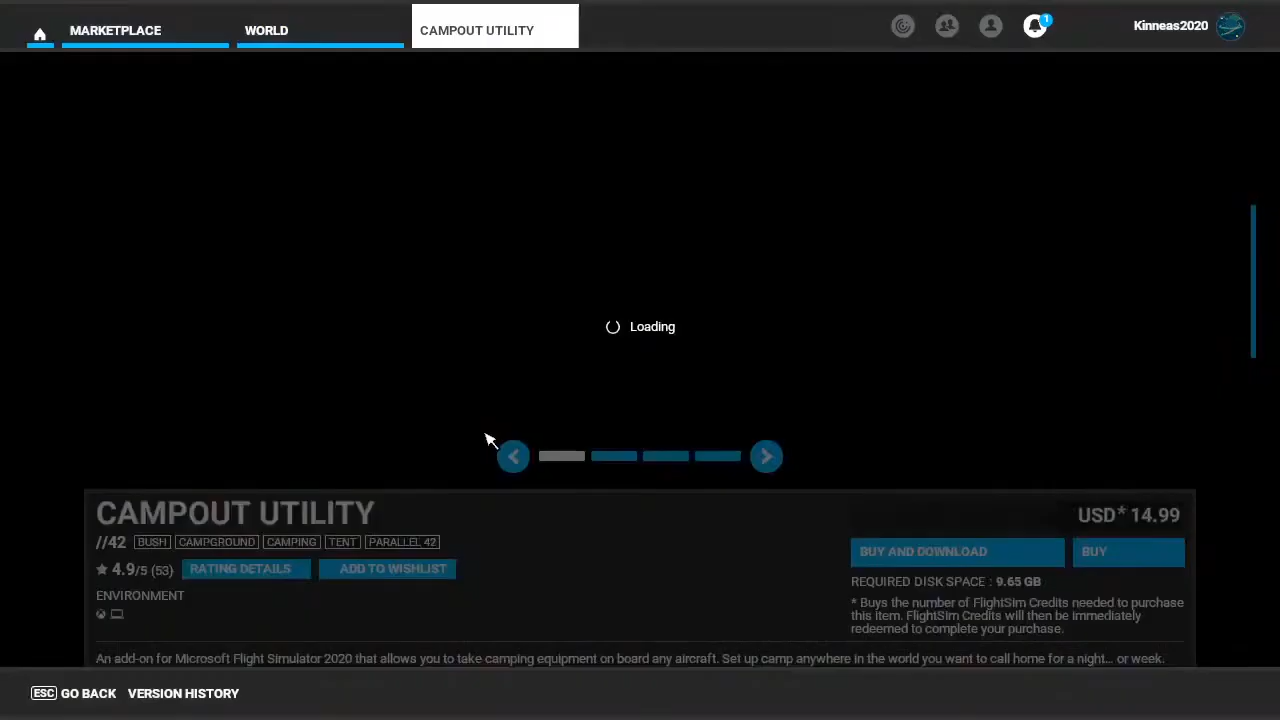 MARKETPLACE
WORLD
CAMPOUT UTILITY
1
Kinneas2020
Loading
CAMPOUT UTILITY
USD* 14.99
//42 BUSH CAMPGROUND CAMPING TENT PARALLEL 42
BUY AND DOWNLOAD
BUY
4.9/5 (53) RATING DETAILS ADD TO WISHLIST
REQUIRED DISK SPACE : 9.65 GB
ENVIRONMENT
* Buys the number of FlightSim Credits needed to purchase
this item. FlightSim Credits will then be immediately
redeemed to complete your purchase.
An add-on for Microsoft Flight Simulator 2020 that allows you to take camping equipment on board any aircraft. Set up camp anywhere in the world you want to call home for a night... or week.
ESC GO BACK VERSION HISTORY